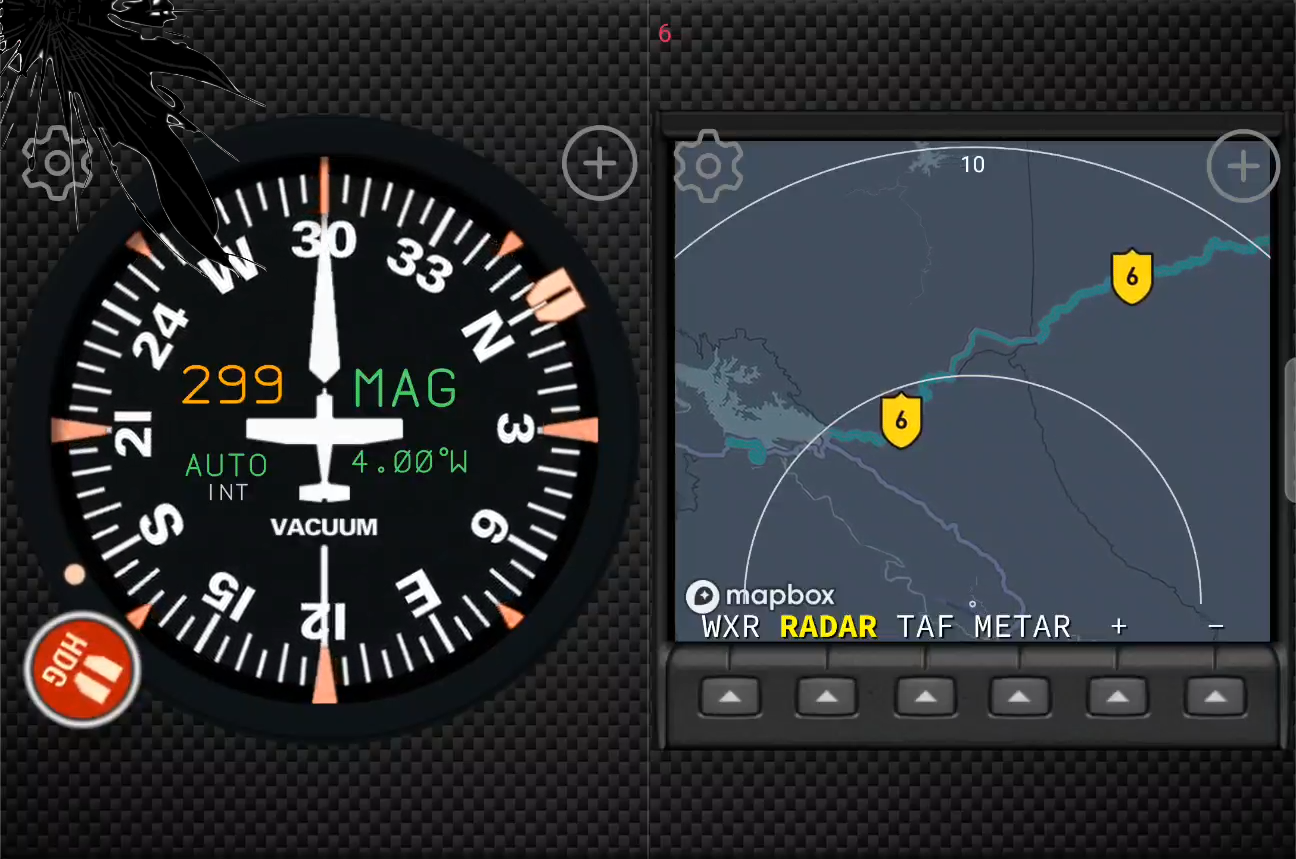 6
10
30
33
N
3
6
E
12
15
S
21
24
W
299 MAG
AUTO 4.00°W
INT
VACUUM
HDG
6
6
mapbox
WXR RADAR TAF METAR + −